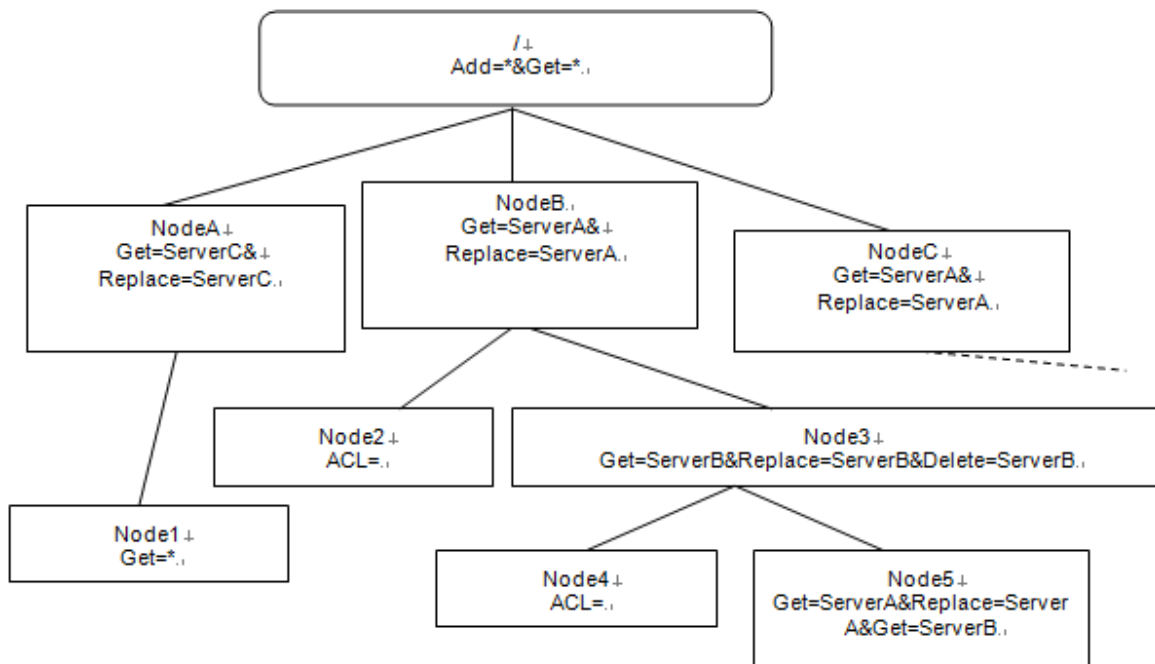 /
Add=*&Get=*
NodeA
Get=ServerC&
Replace=ServerC
NodeB
Get=ServerA&
Replace=ServerA
NodeC
Get=ServerA&
Replace=ServerA
Node2
ACL=
Node3
Get=ServerB&Replace=ServerB&Delete=ServerB
Node1
Get=*
Node4
ACL=
Node5
Get=ServerA&Replace=Server
A&Get=ServerB